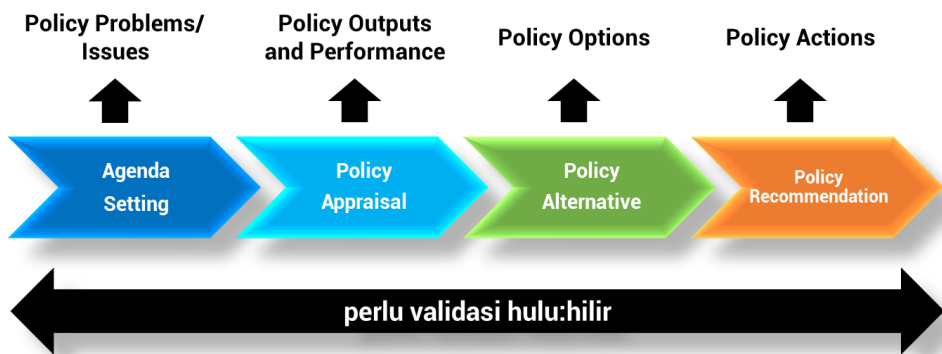 Policy Problems/
Issues
Policy Outputs
and Performance
Policy Options
Policy Actions
Agenda
Setting
Policy
Appraisal
Policy
Alternative
Policy
Recommendation
perlu validasi hulu:hilir